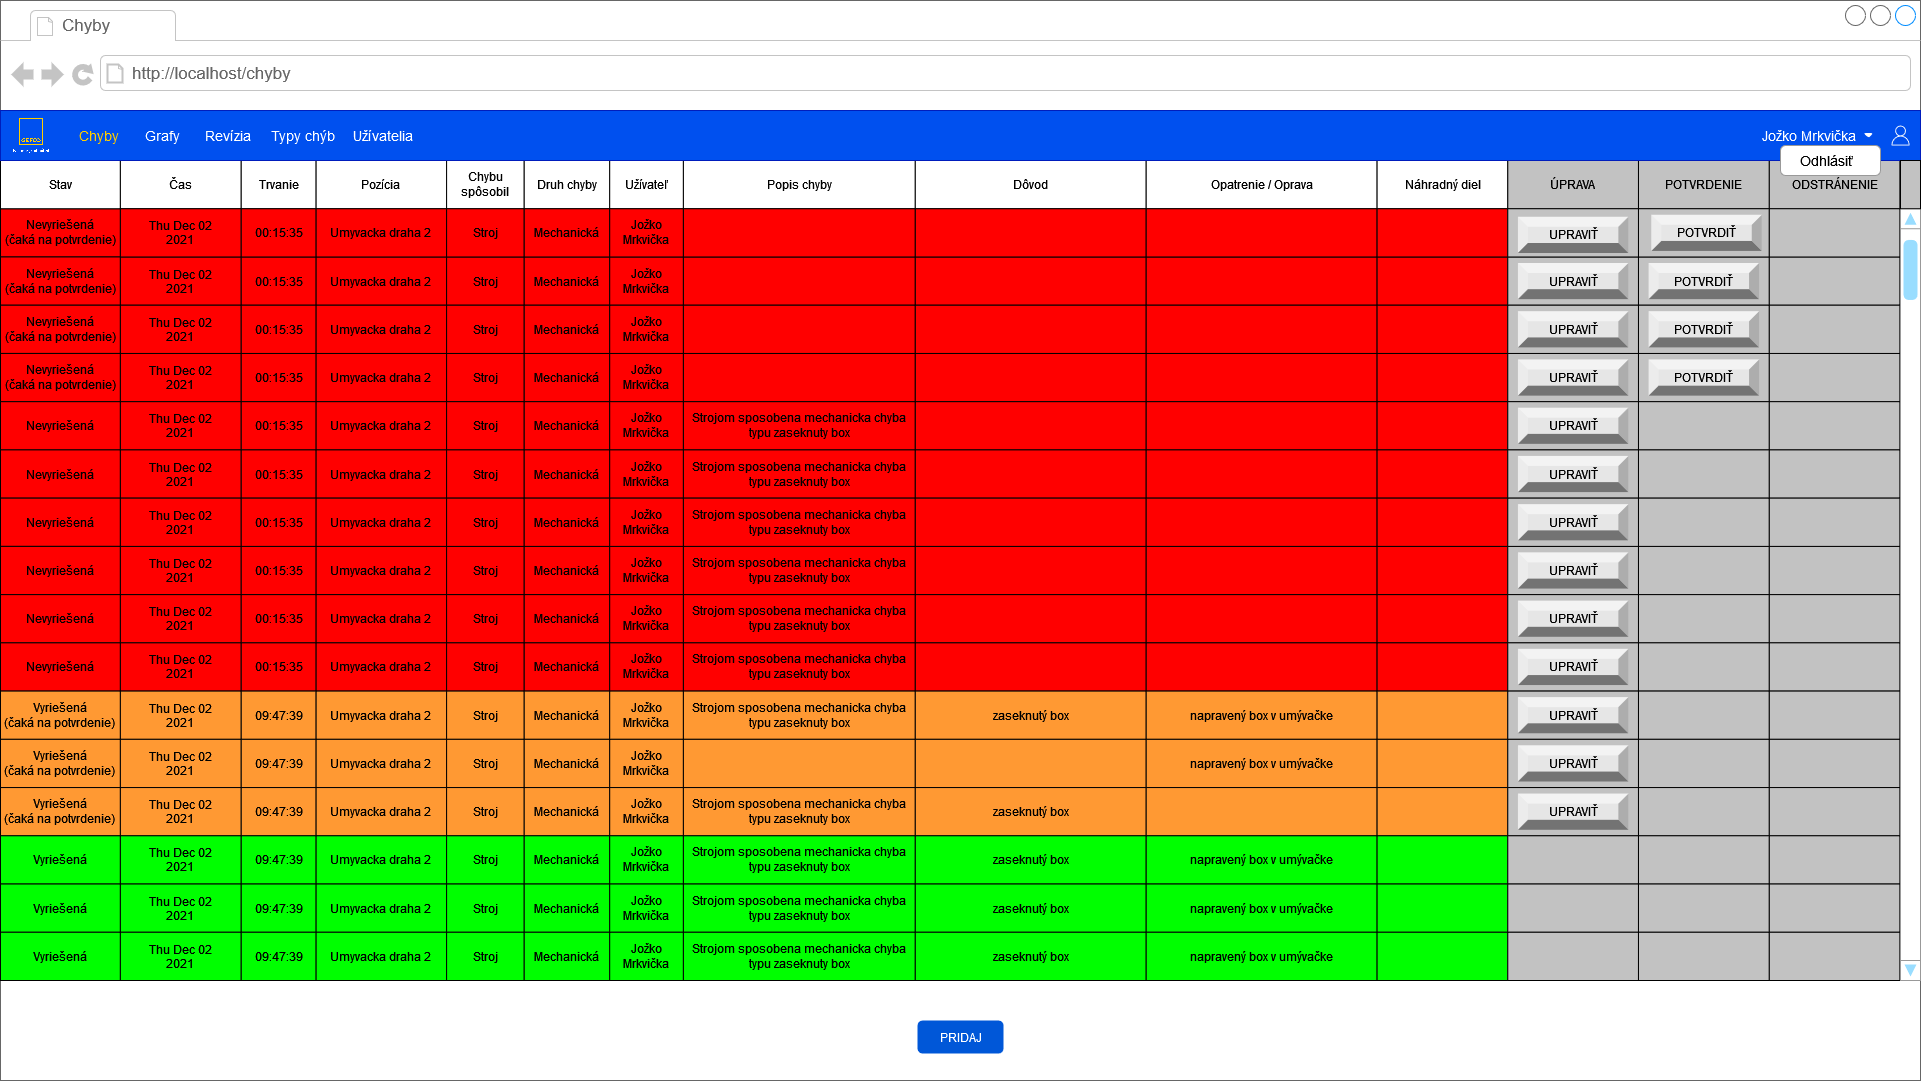 Chyby
http://localhost/chyby
Chyby Grafy Revízia Typy chýb Užívatelia Jožko Mrkvička
Odhlásiť
Stav Čas Trvanie Pozícia Chybu spôsobil Druh chyby Užívateľ Popis chyby Dôvod Opatrenie / Oprava Náhradný diel ÚPRAVA POTVRDENIE ODSTRÁNENIE
Nevyriešená (čaká na potvrdenie) Thu Dec 02 2021 00:15:35 Umyvacka draha 2 Stroj Mechanická Jožko Mrkvička UPRAVIŤ POTVRDIŤ
Nevyriešená (čaká na potvrdenie) Thu Dec 02 2021 00:15:35 Umyvacka draha 2 Stroj Mechanická Jožko Mrkvička UPRAVIŤ POTVRDIŤ
Nevyriešená (čaká na potvrdenie) Thu Dec 02 2021 00:15:35 Umyvacka draha 2 Stroj Mechanická Jožko Mrkvička UPRAVIŤ POTVRDIŤ
Nevyriešená (čaká na potvrdenie) Thu Dec 02 2021 00:15:35 Umyvacka draha 2 Stroj Mechanická Jožko Mrkvička UPRAVIŤ POTVRDIŤ
Nevyriešená Thu Dec 02 2021 00:15:35 Umyvacka draha 2 Stroj Mechanická Jožko Mrkvička Strojom sposobena mechanicka chyba typu zaseknuty box UPRAVIŤ
Nevyriešená Thu Dec 02 2021 00:15:35 Umyvacka draha 2 Stroj Mechanická Jožko Mrkvička Strojom sposobena mechanicka chyba typu zaseknuty box UPRAVIŤ
Nevyriešená Thu Dec 02 2021 00:15:35 Umyvacka draha 2 Stroj Mechanická Jožko Mrkvička Strojom sposobena mechanicka chyba typu zaseknuty box UPRAVIŤ
Nevyriešená Thu Dec 02 2021 00:15:35 Umyvacka draha 2 Stroj Mechanická Jožko Mrkvička Strojom sposobena mechanicka chyba typu zaseknuty box UPRAVIŤ
Nevyriešená Thu Dec 02 2021 00:15:35 Umyvacka draha 2 Stroj Mechanická Jožko Mrkvička Strojom sposobena mechanicka chyba typu zaseknuty box UPRAVIŤ
Nevyriešená Thu Dec 02 2021 00:15:35 Umyvacka draha 2 Stroj Mechanická Jožko Mrkvička Strojom sposobena mechanicka chyba typu zaseknuty box UPRAVIŤ
Vyriešená (čaká na potvrdenie) Thu Dec 02 2021 09:47:39 Umyvacka draha 2 Stroj Mechanická Jožko Mrkvička Strojom sposobena mechanicka chyba typu zaseknuty box zaseknutý box napravený box v umývačke UPRAVIŤ
Vyriešená (čaká na potvrdenie) Thu Dec 02 2021 09:47:39 Umyvacka draha 2 Stroj Mechanická Jožko Mrkvička napravený box v umývačke UPRAVIŤ
Vyriešená (čaká na potvrdenie) Thu Dec 02 2021 09:47:39 Umyvacka draha 2 Stroj Mechanická Jožko Mrkvička Strojom sposobena mechanicka chyba typu zaseknuty box zaseknutý box UPRAVIŤ
Vyriešená Thu Dec 02 2021 09:47:39 Umyvacka draha 2 Stroj Mechanická Jožko Mrkvička Strojom sposobena mechanicka chyba typu zaseknuty box zaseknutý box napravený box v umývačke
Vyriešená Thu Dec 02 2021 09:47:39 Umyvacka draha 2 Stroj Mechanická Jožko Mrkvička Strojom sposobena mechanicka chyba typu zaseknuty box zaseknutý box napravený box v umývačke
Vyriešená Thu Dec 02 2021 09:47:39 Umyvacka draha 2 Stroj Mechanická Jožko Mrkvička Strojom sposobena mechanicka chyba typu zaseknuty box zaseknutý box napravený box v umývačke
PRIDAJ